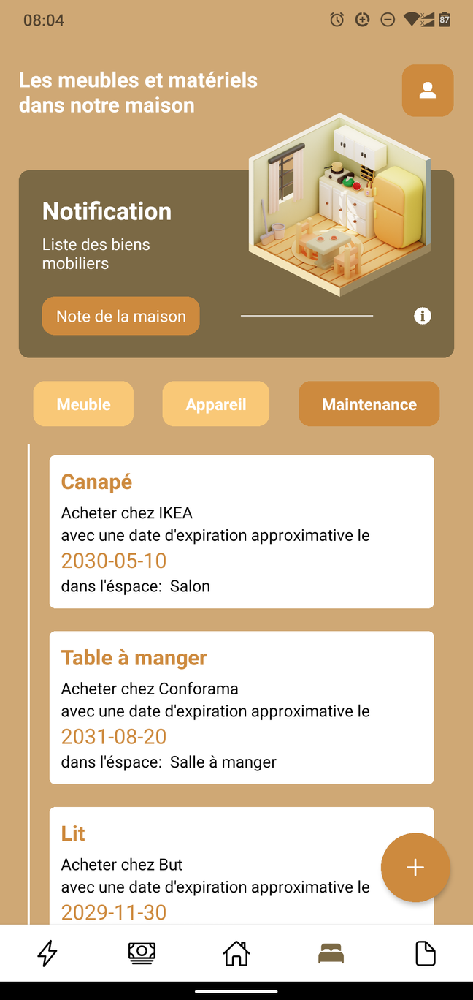 08:04
87
Les meubles et matériels
dans notre maison
Notification
Liste des biens
mobiliers
Note de la maison
Meuble
Appareil
Maintenance
Canapé
Acheter chez IKEA
avec une date d'expiration approximative le
2030-05-10
dans l'éspace: Salon
Table à manger
Acheter chez Conforama
avec une date d'expiration approximative le
2031-08-20
dans l'éspace: Salle à manger
Lit
Acheter chez But
avec une date d'expiration approximative le
2029-11-30